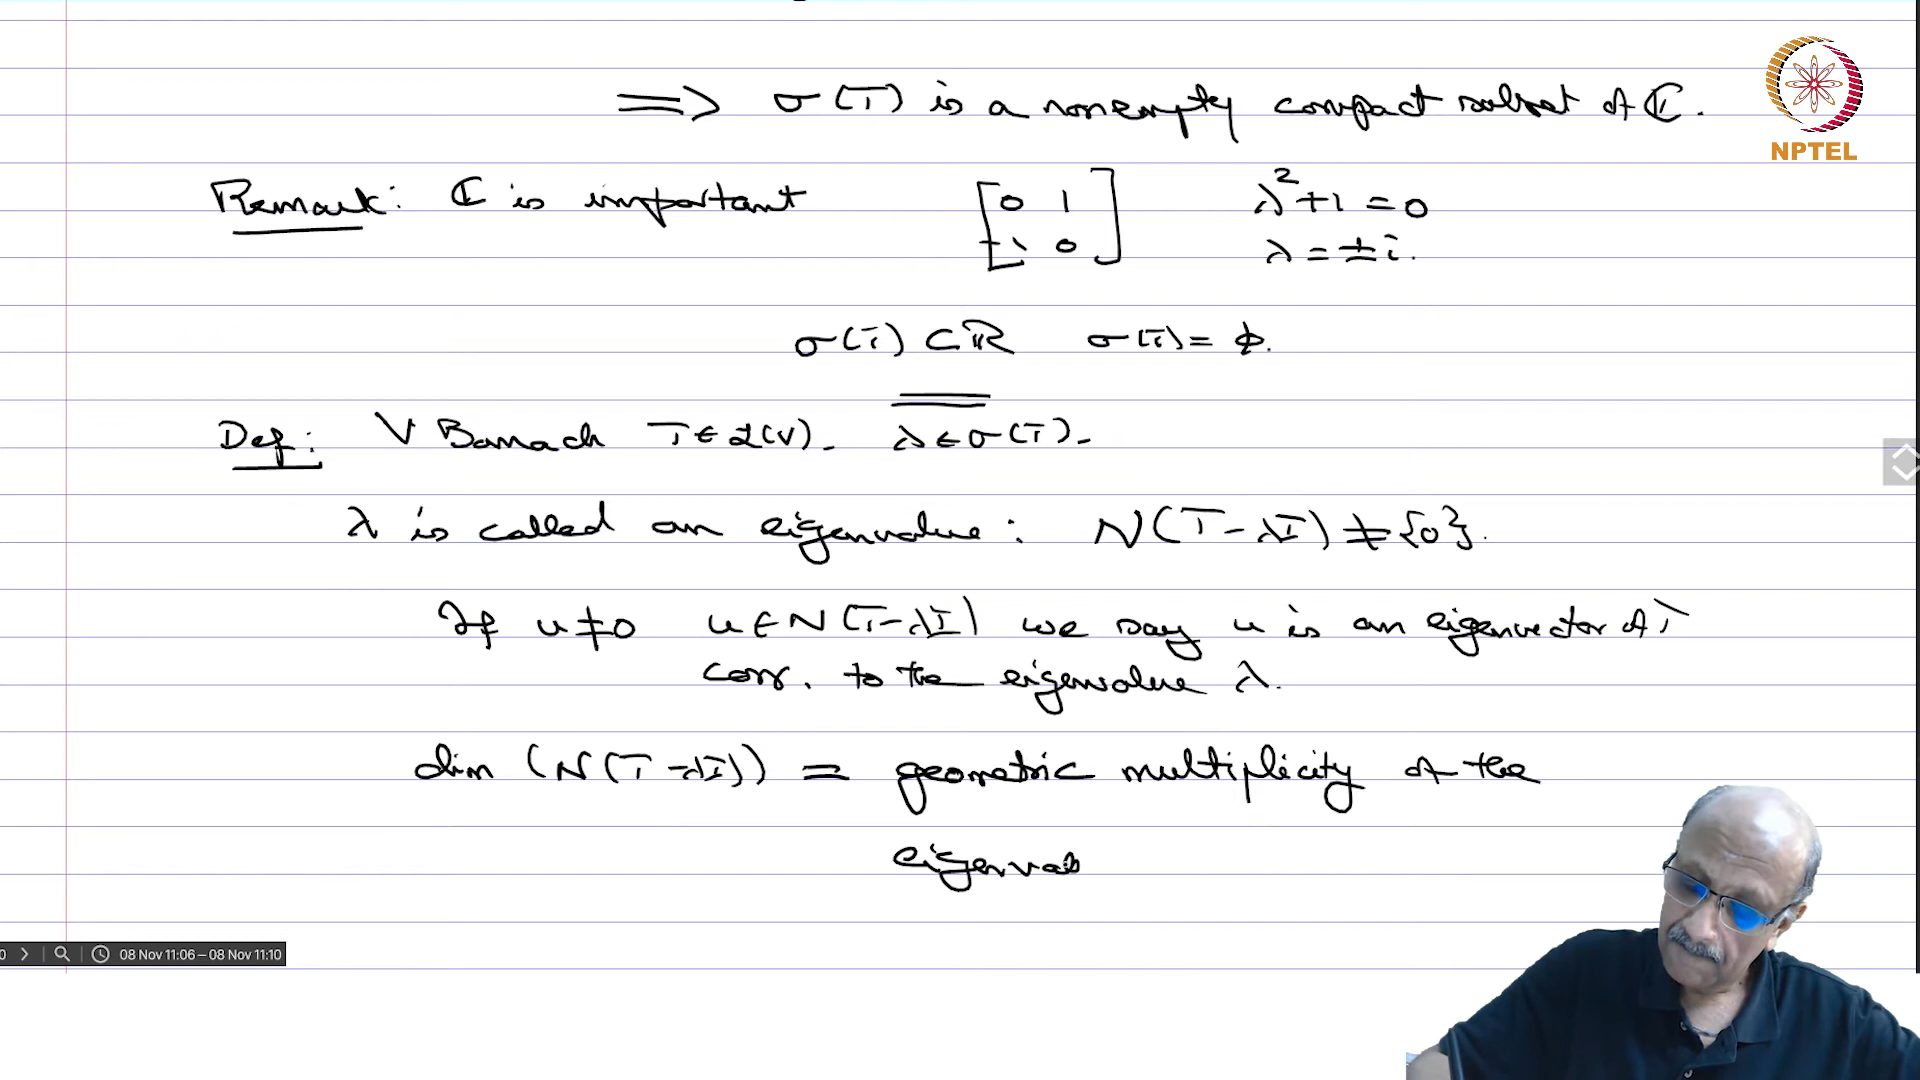 ⟹ σ(T) is a nonempty compact subset of ℂ.
NPTEL
Remark: ℂ is important [0 1 λ²+1 = 0
-1 0] λ = ±i.
σ(T) ⊂ ℝ σ(T) = φ.
Def: V Banach T ∈ L(V). λ ∈ σ(T).
λ is called an eigenvalue: N(T-λI) ≠ {0}.
If u ≠ 0 u ∈ N(T-λI) we say u is an eigenvector of T
corr. to the eigenvalue λ.
dim (N(T-λI)) = geometric multiplicity of the
eigenval
08 Nov 11:06 – 08 Nov 11:10